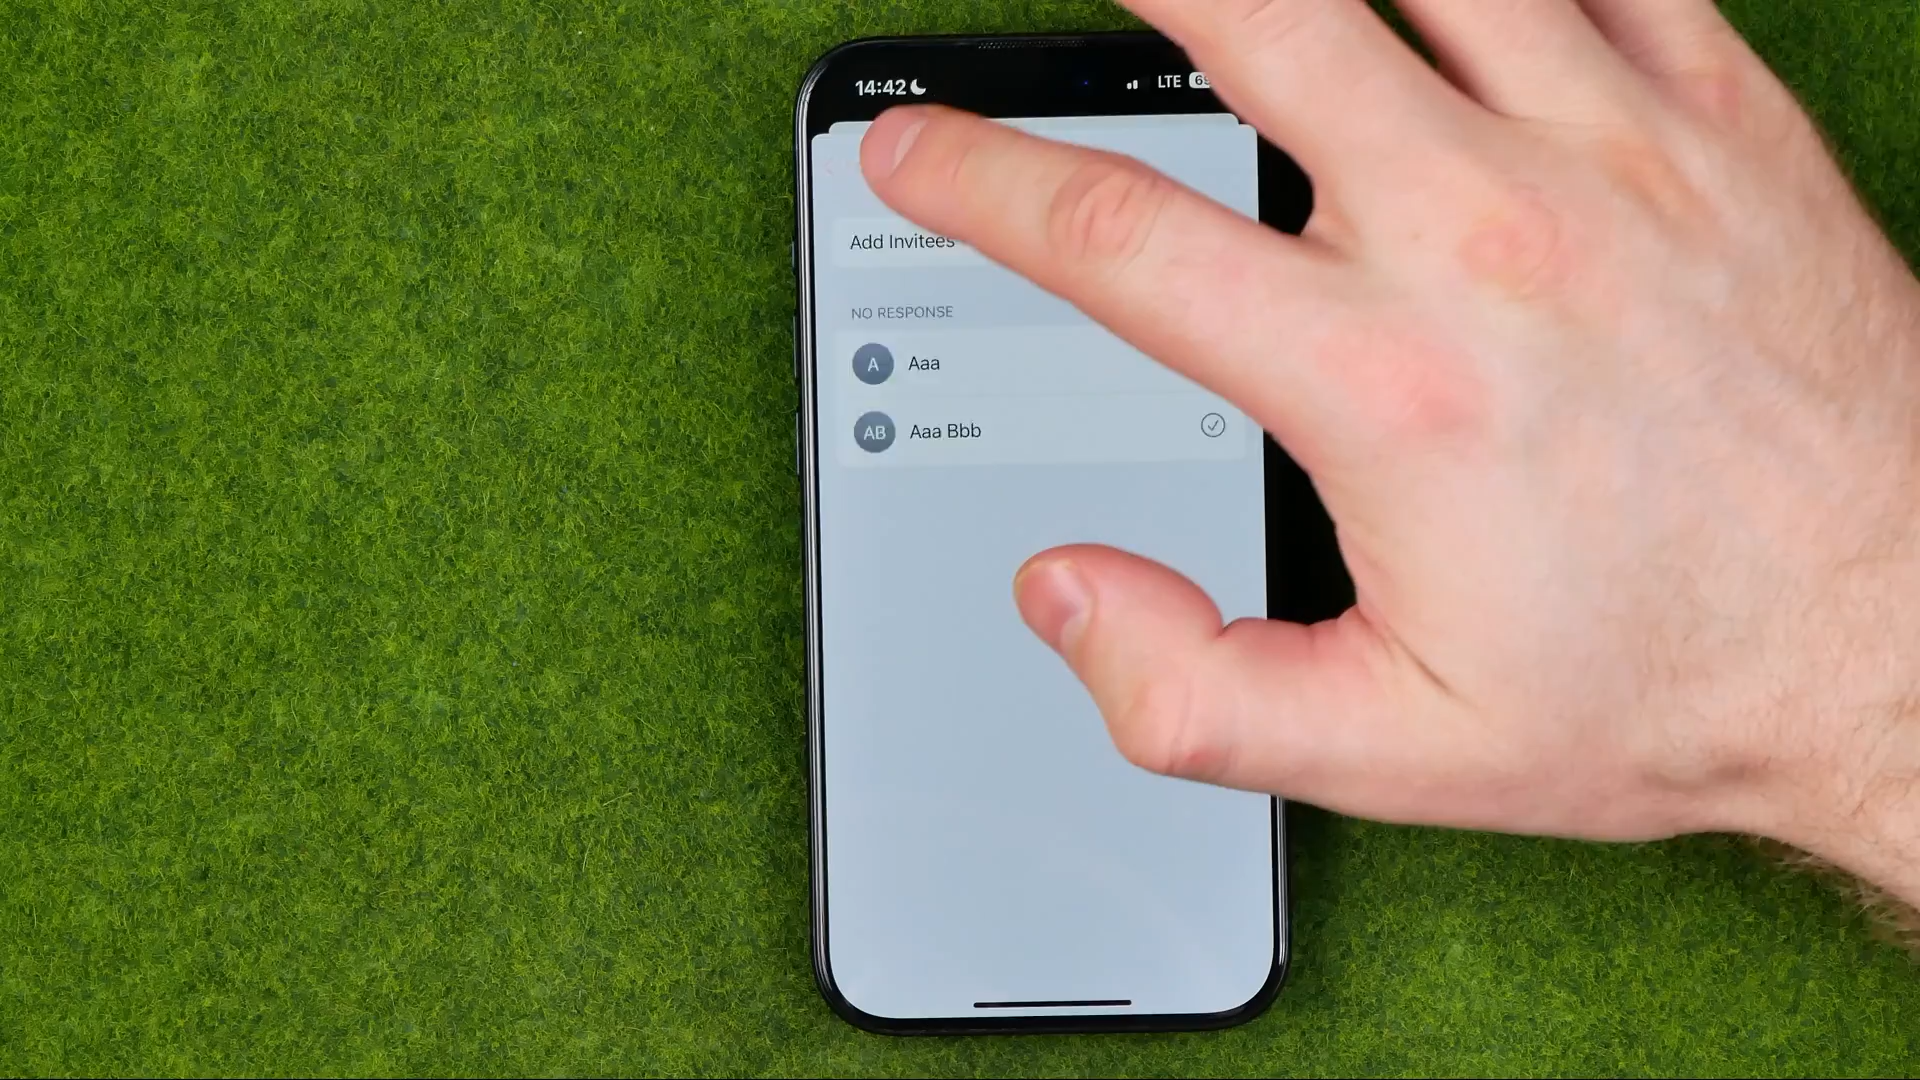 14:42 LTE
Add Invitees
NO RESPONSE
A Aaa
AB Aaa Bbb